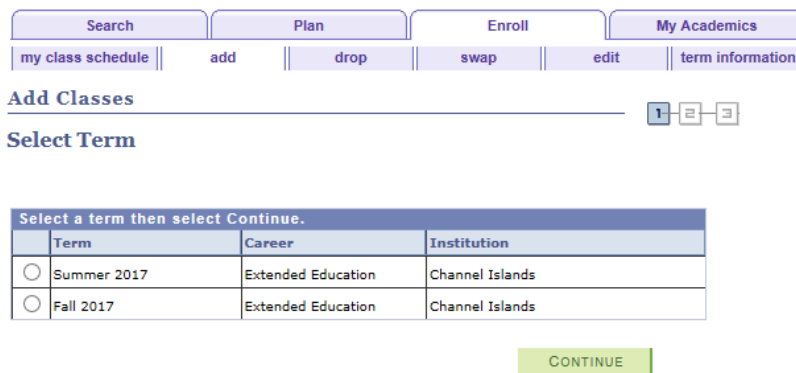 Search Plan Enroll My Academics
my class schedule add drop swap edit term information
Add Classes
1 2 3
Select Term
Select a term then select Continue.
Term Career Institution
Summer 2017 Extended Education Channel Islands
Fall 2017 Extended Education Channel Islands
CONTINUE